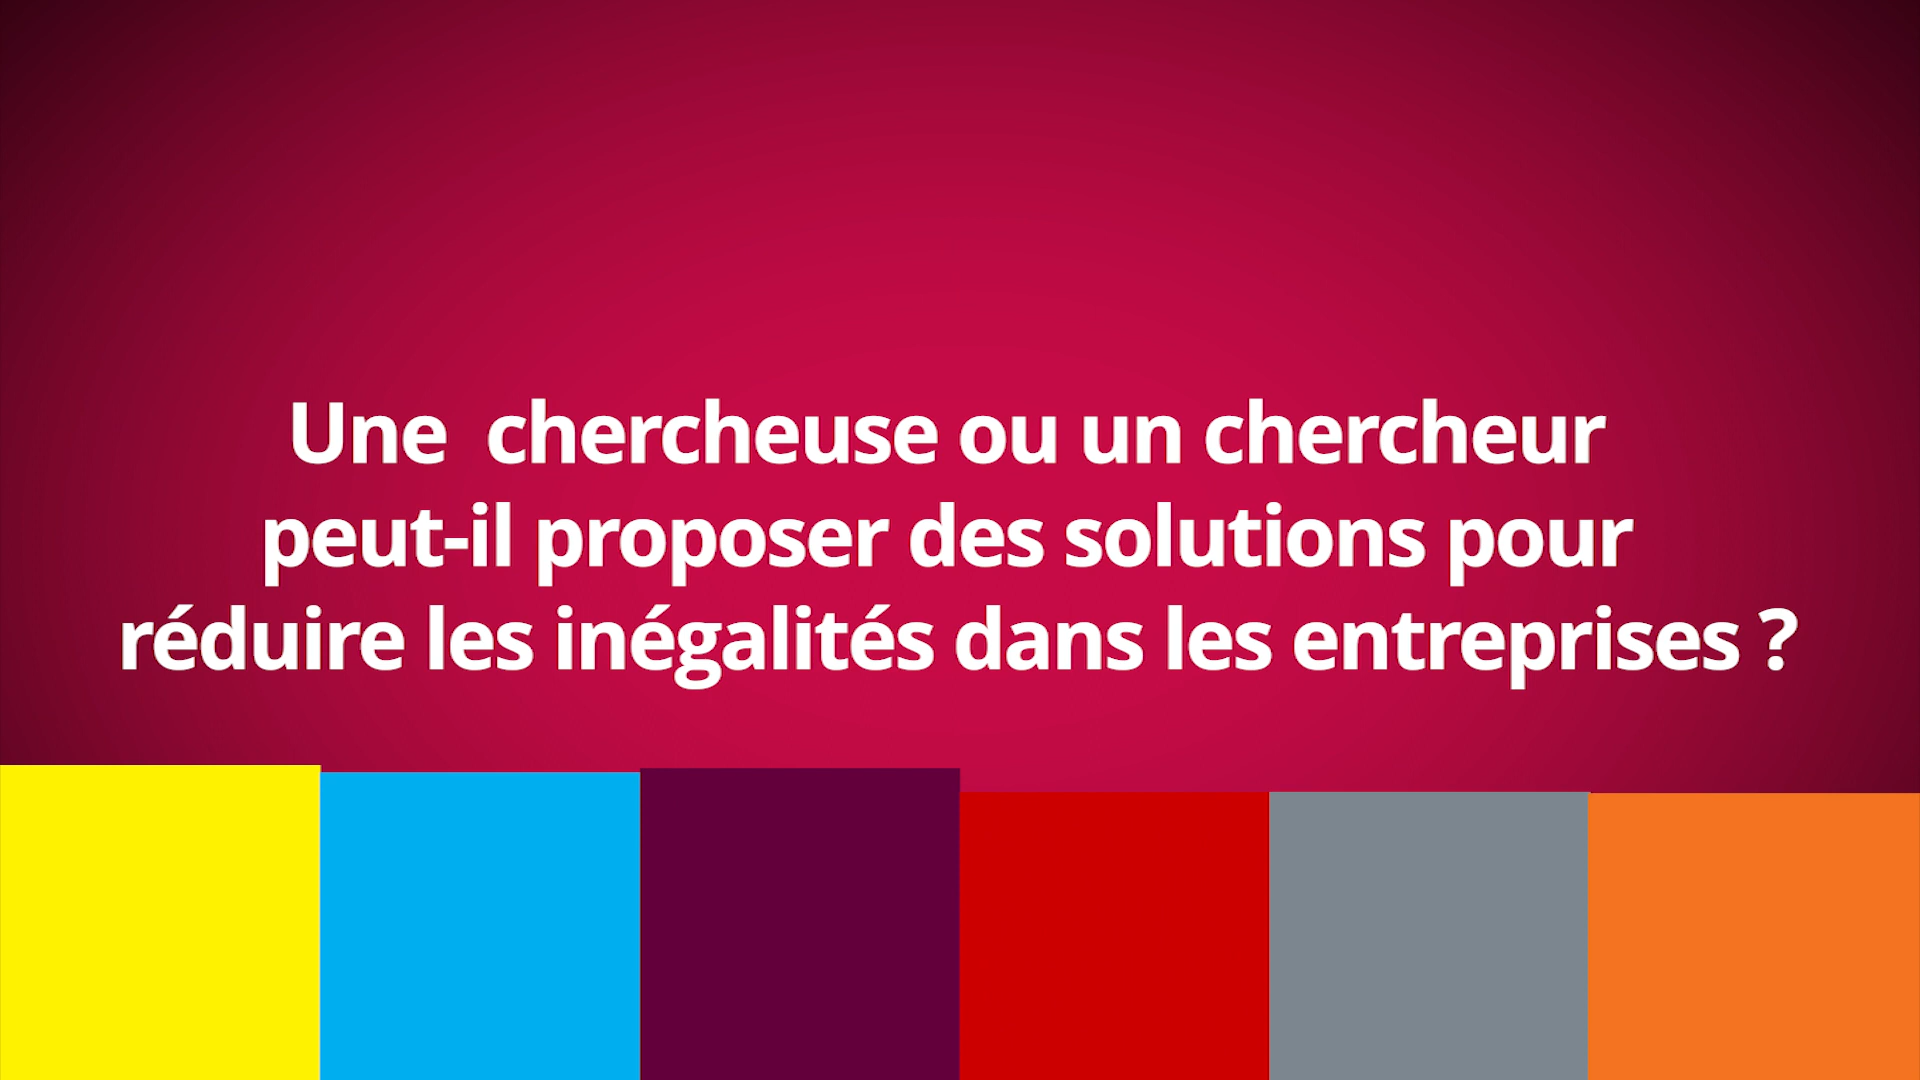 Une  chercheuse ou un chercheur
peut-il proposer des solutions pour
réduire les inégalités dans les entreprises ?